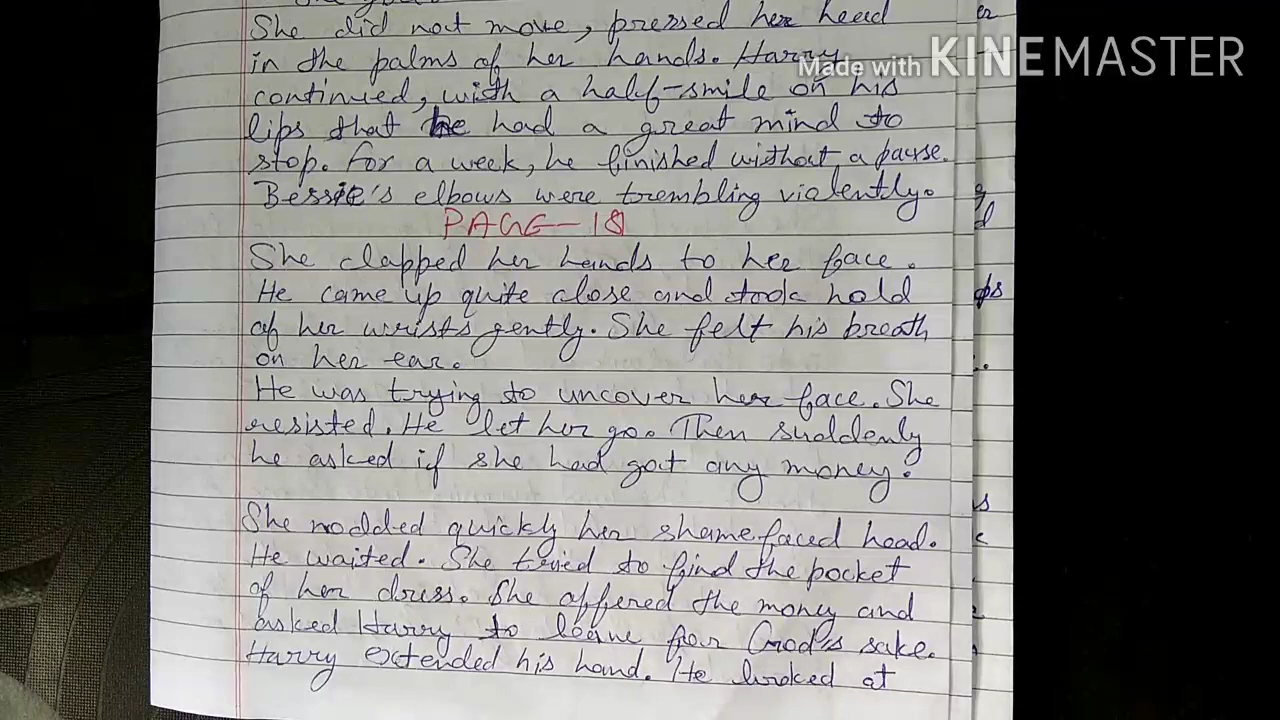 She did not move, pressed her head
in the palms of her hands. Harry
Made with KINEMASTER
continued, with a half-smile on his
lips that he had a great mind to
stop. For a week, he finished without a pause.
Bessie's elbows were trembling violently.
PAGE-18
She clapped her hands to her face.
He came up quite close and took hold
of her wrists gently. She felt his breath
on her ear.
He was trying to uncover her face. She
resisted. He let her go. Then suddenly
he asked if she had got any money.
She nodded quickly her shamefaced head.
He waited. She tried to find the pocket
of her dress. She offered the money and
asked Harry to leave for God's sake.
Harry extended his hand. He looked at